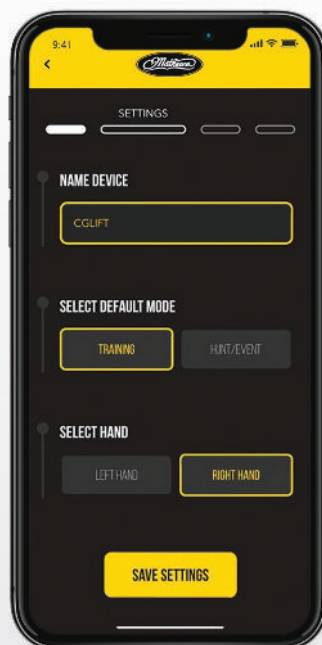 9:41
Mathews
SETTINGS
NAME DEVICE
CGLIFT
SELECT DEFAULT MODE
TRAINING HUNT/EVENT
SELECT HAND
LEFT HAND RIGHT HAND
SAVE SETTINGS